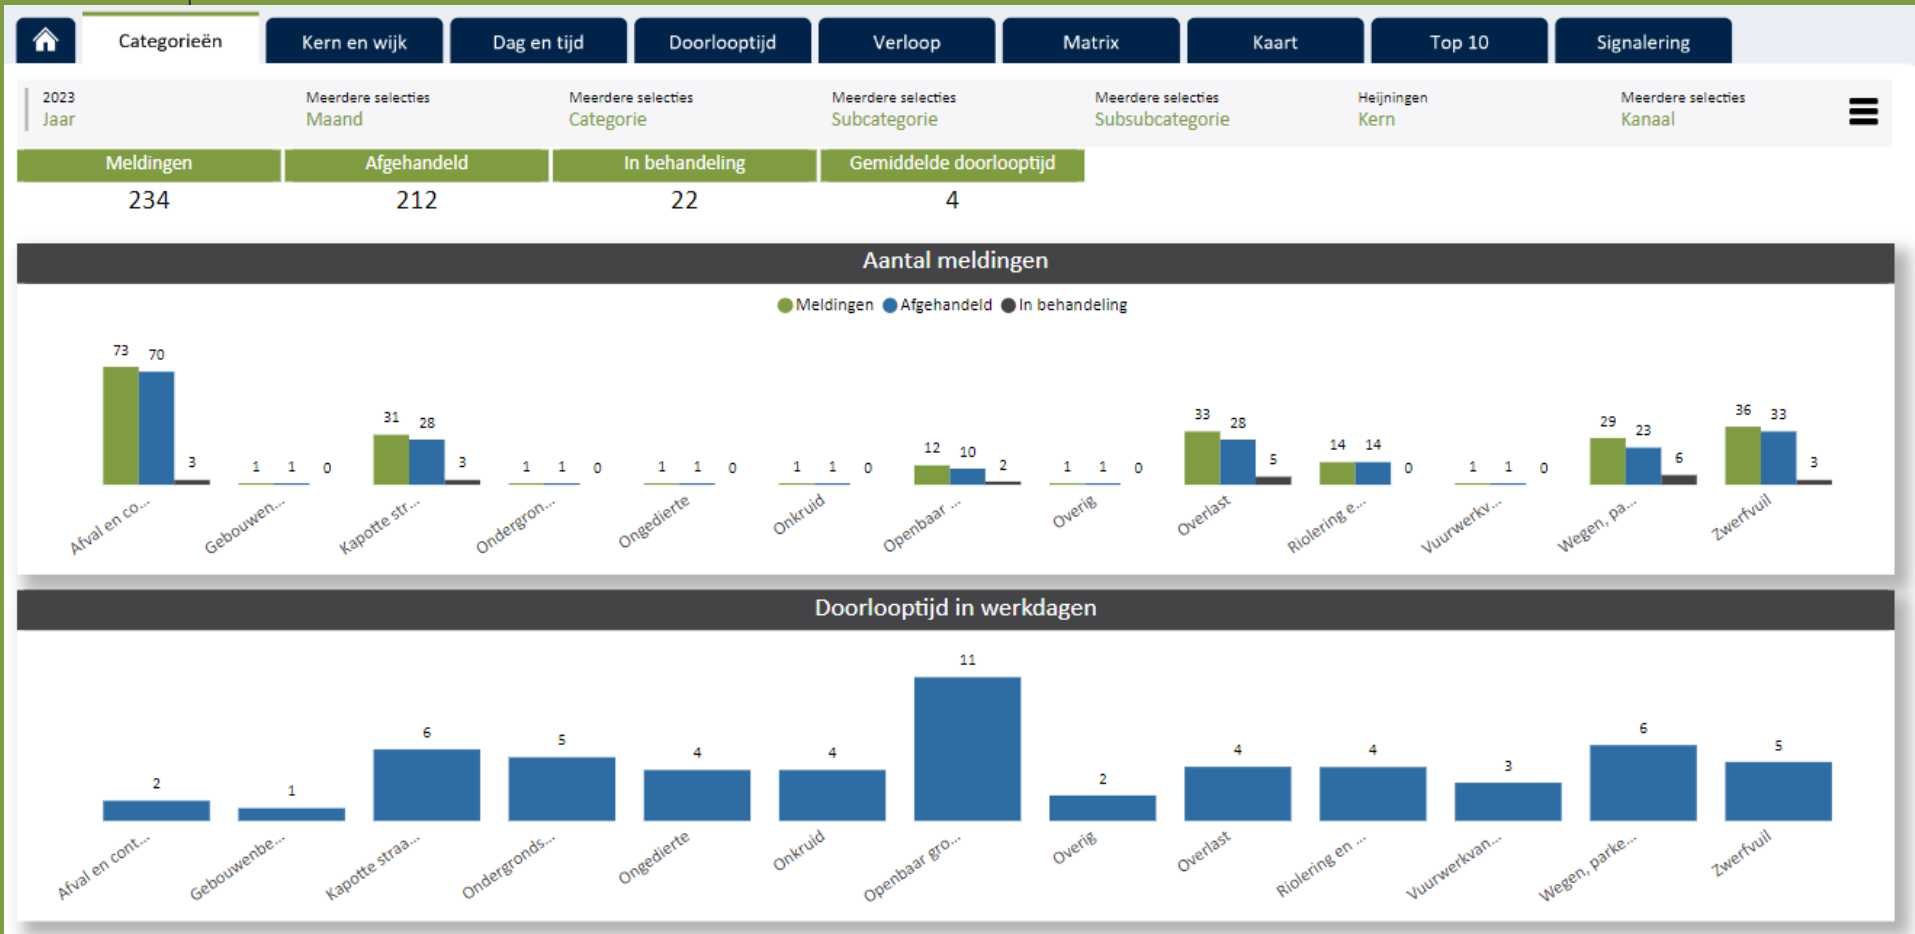 Categorieën
Kern en wijk
Dag en tijd
Doorlooptijd
Verloop
Matrix
Kaart
Top 10
Signalering
2023
Jaar
Meerdere selecties
Maand
Meerdere selecties
Categorie
Meerdere selecties
Subcategorie
Meerdere selecties
Subsubcategorie
Heijningen
Kern
Meerdere selecties
Kanaal
Meldingen
234
Afgehandeld
212
In behandeling
22
Gemiddelde doorlooptijd
4
Aantal meldingen
Meldingen Afgehandeld In behandeling
73 70 3
1 1 0
31 28 3
1 1 0
1 1 0
1 1 0
12 10 2
1 1 0
33 28 5
14 14 0
1 1 0
29 23 6
36 33 3
Afval en co...
Gebouwen...
Kapotte str...
Ondergron...
Ongedierte
Onkruid
Openbaar ...
Overig
Overlast
Riolering e...
Vuurwerkv...
Wegen, pa...
Zwerfvuil
Doorlooptijd in werkdagen
2
1
6
5
4
4
11
2
4
4
3
6
5
Afval en cont...
Gebouwenbe...
Kapotte straa...
Ondergronds...
Ongedierte
Onkruid
Openbaar gro...
Overig
Overlast
Riolering en ...
Vuurwerkvan...
Wegen, parke...
Zwerfvuil